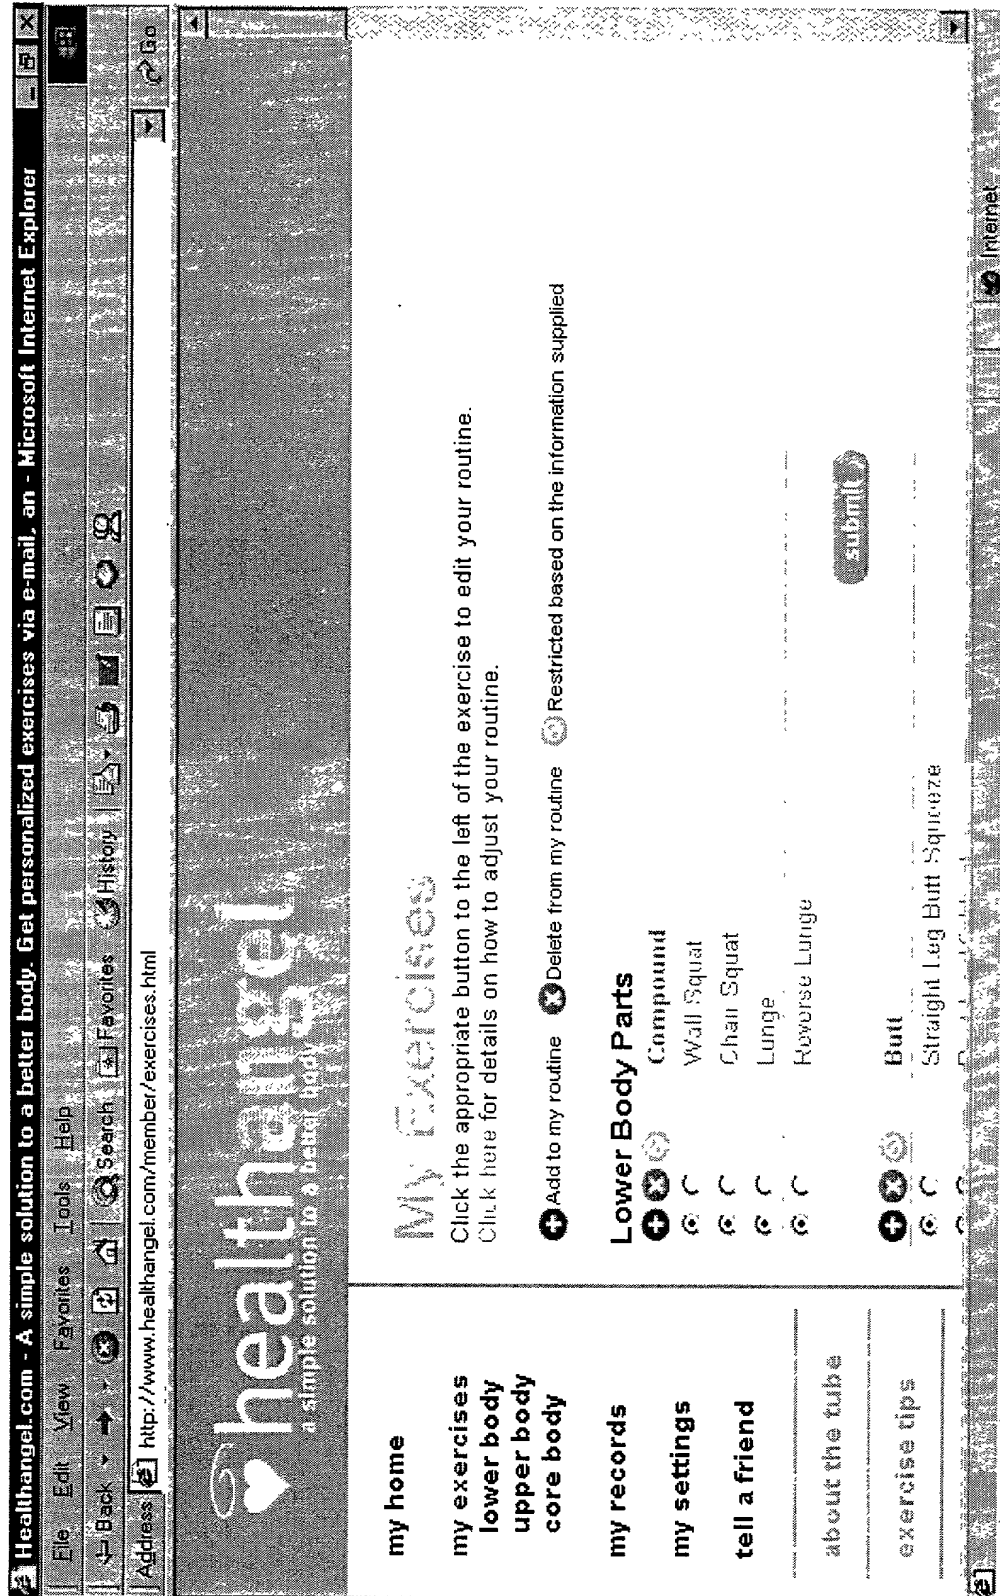 Healthangel.com - A simple solution to a better body. Get personalized exercises via e-mail, an - Microsoft Internet Explorer
File Edit View Favorites Tools Help
Back Search Favorites History
Address http://www.healthangel.com/member/exercises.html Go
healthangel
a simple solution to a better body
my home
my exercises
lower body
upper body
core body
my records
my settings
tell a friend
about the tube
exercise tips
My Exercises
Click the appropriate button to the left of the exercise to edit your routine.
Click here for details on how to adjust your routine.
Add to my routine Delete from my routine Restricted based on the information supplied
Lower Body Parts
Compound
Wall Squat
Chair Squat
Lunge
Reverse Lunge
submit
Butt
Straight Leg Butt Squeeze
Internet